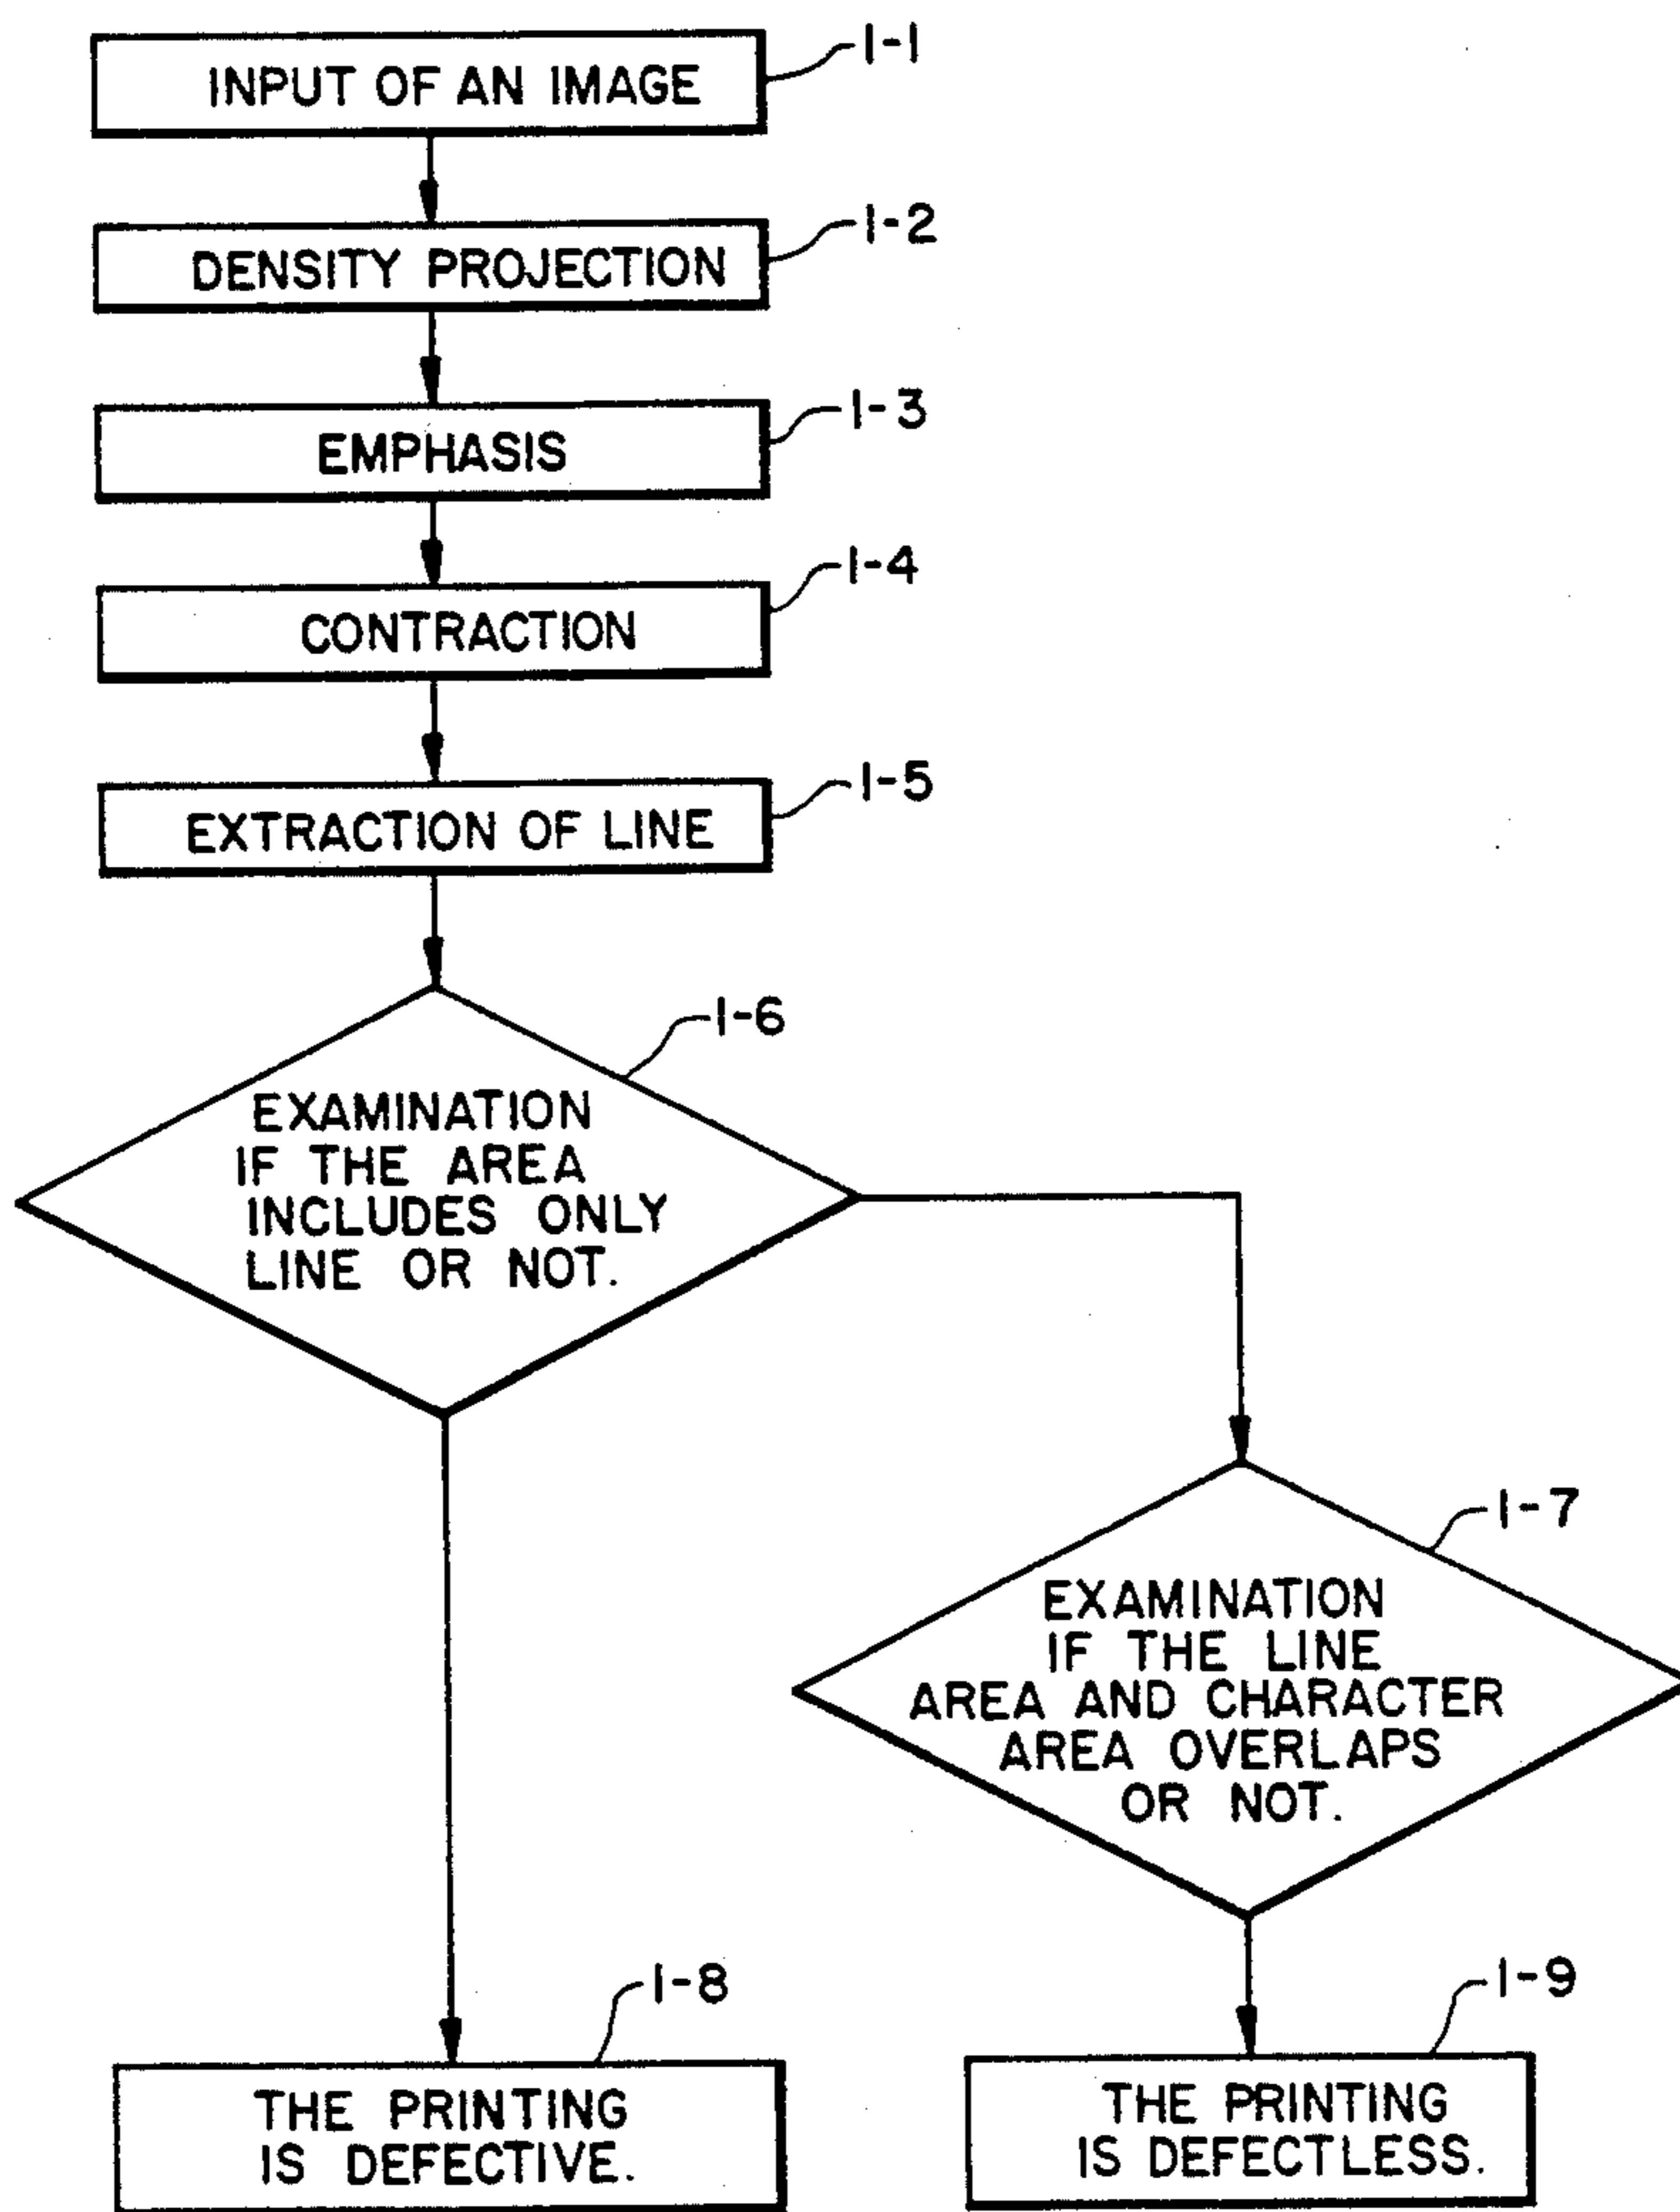 INPUT OF AN IMAGE
1-1
DENSITY PROJECTION
1-2
EMPHASIS
1-3
CONTRACTION
1-4
EXTRACTION OF LINE
1-5
1-6
EXAMINATION
IF THE AREA
INCLUDES ONLY
LINE OR NOT.
1-7
EXAMINATION
IF THE LINE
AREA AND CHARACTER
AREA OVERLAPS
OR NOT.
1-8
THE PRINTING
IS DEFECTIVE.
1-9
THE PRINTING
IS DEFECTLESS.